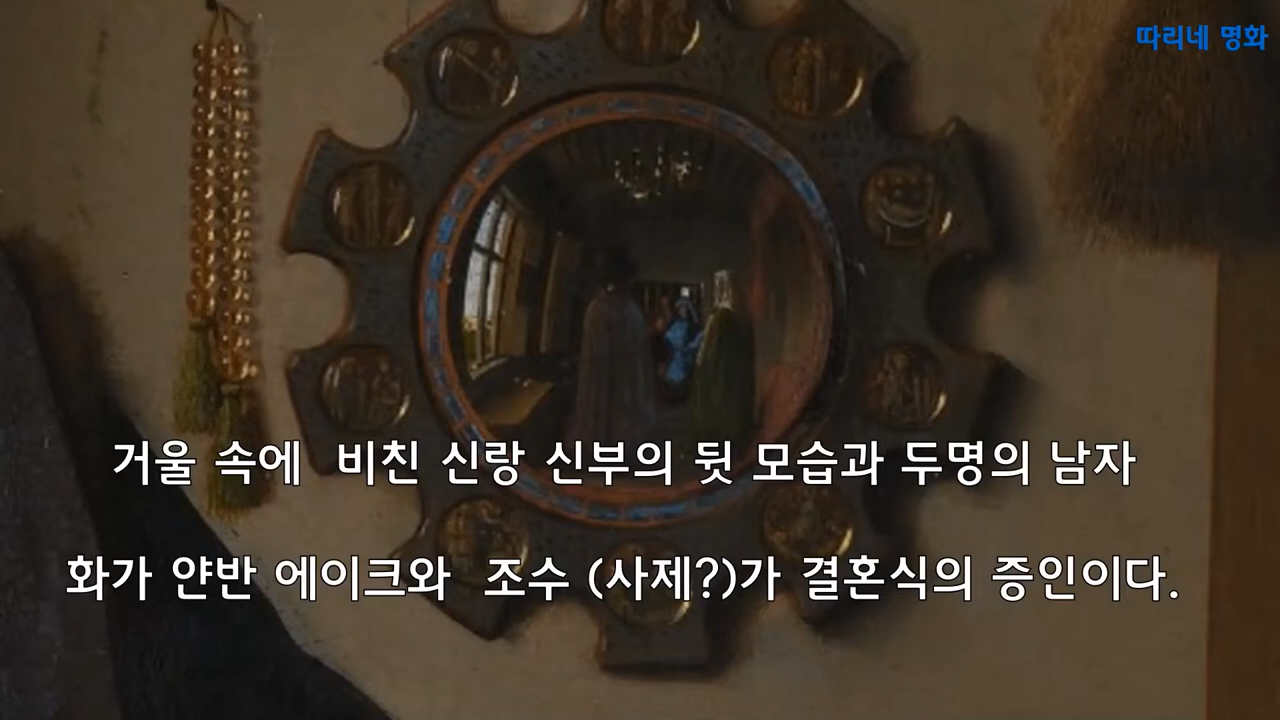 따리네 명화
거울 속에 비친 신랑 신부의 뒷 모습과 두명의 남자
화가 얀반 에이크와 조수 (사제?)가 결혼식의 증인이다.